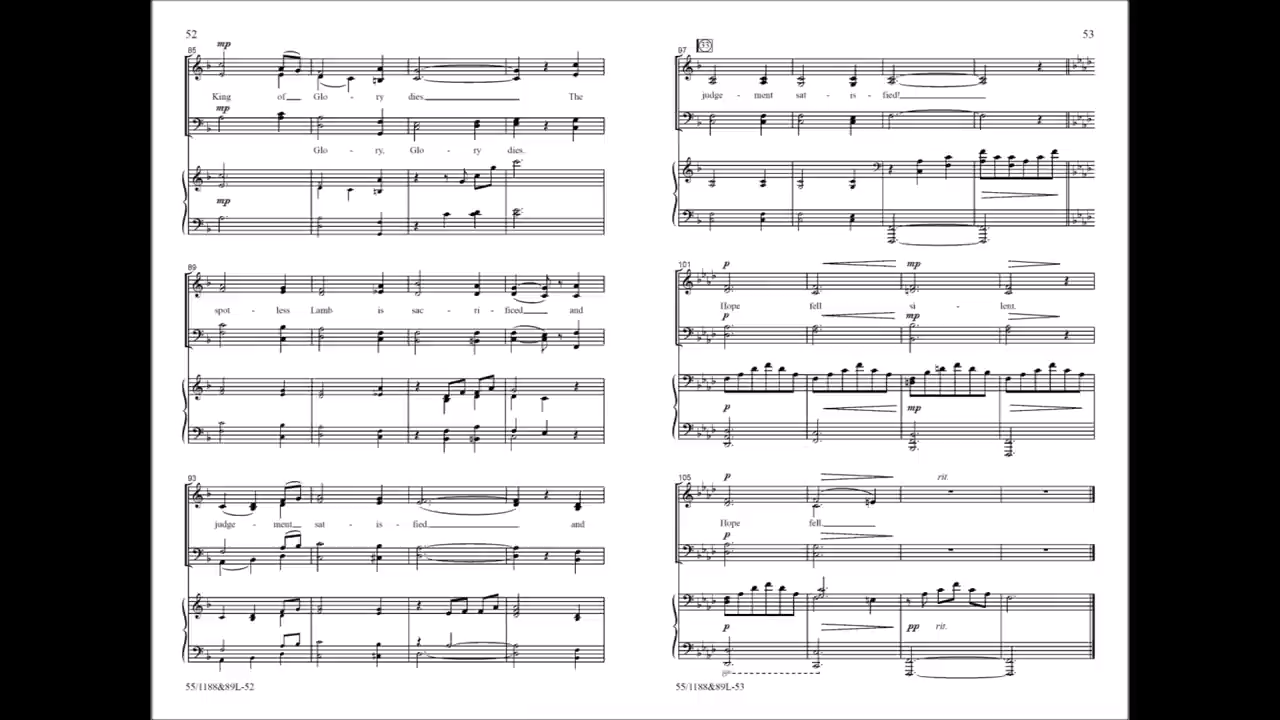 52
85
mp
King of Glo - ry dies. The
mp
Glo - ry, Glo - ry dies.
mp
89
spot - less Lamb is sac - ri - ficed and
93
judge - ment sat - is - fied. and
55/1188&89L-52
53
97
33
judge - ment sat - is - fied!
101
p mp
Hope fell si - lent.
p mp
p mp
105
p rit.
Hope fell.
p
p pp rit.
55/1188&89L-53